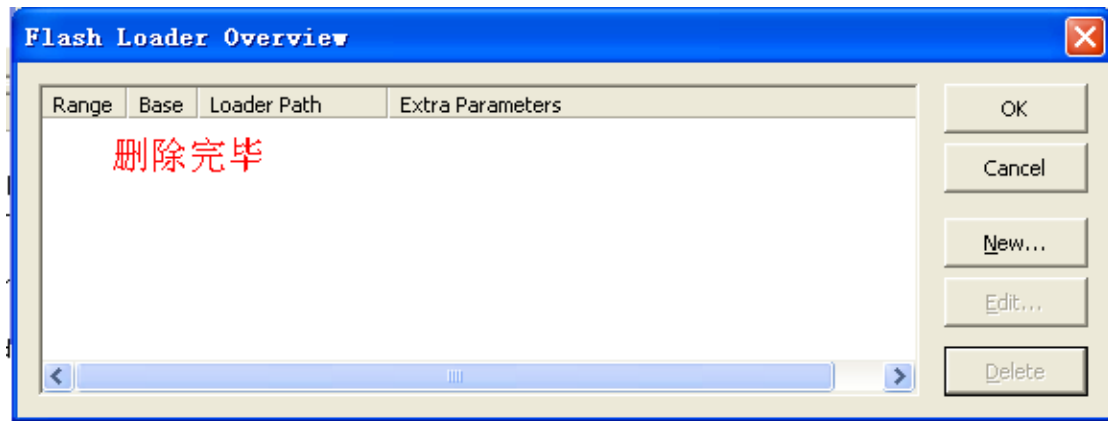 Flash Loader Overview
Range Base Loader Path Extra Parameters
删除完毕
OK
Cancel
New...
Edit...
Delete